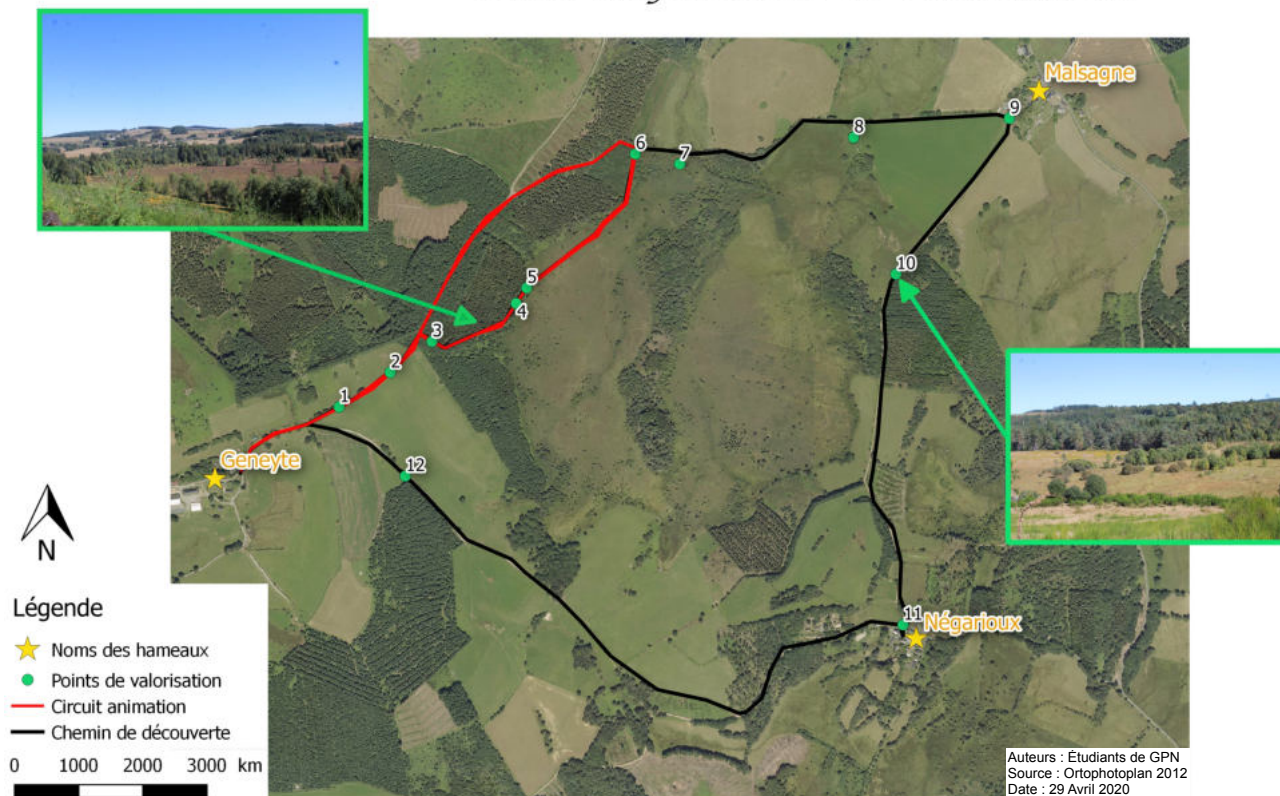 Malsagne
9
8
6
7
10
5
4
3
2
1
Geneyte
12
11
Négarioux
N
Légende
Noms des hameaux
Points de valorisation
Circuit animation
Chemin de découverte
0 1000 2000 3000 km
Auteurs : Étudiants de GPN
Source : Ortophotoplan 2012
Date : 29 Avril 2020